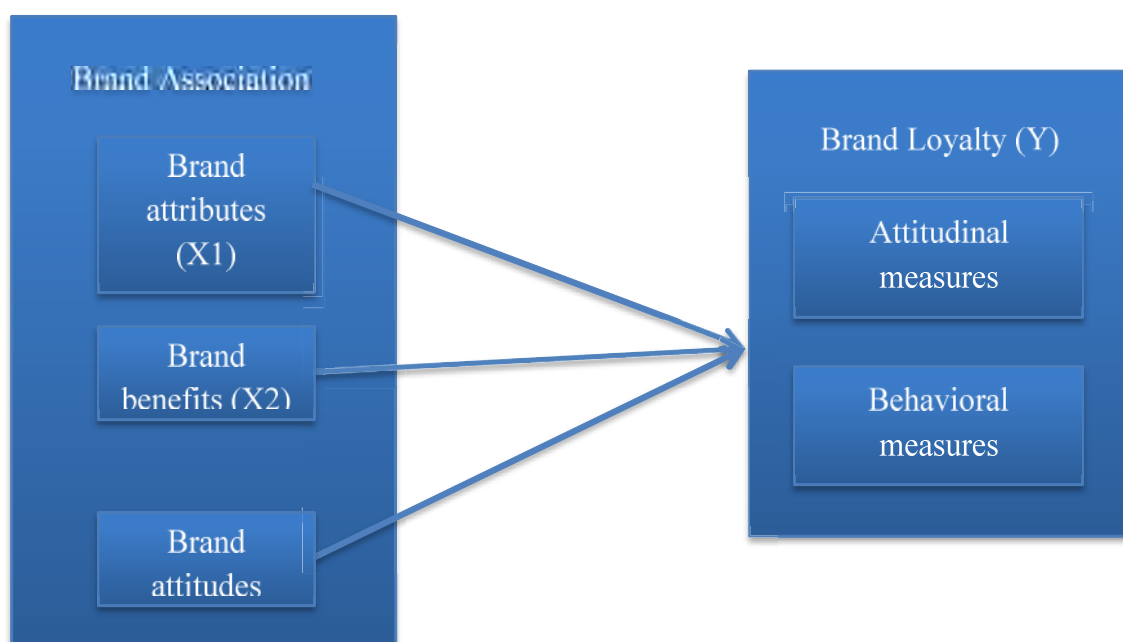 Brand Association
Brand
attributes
(X1)
Brand
benefits (X2)
Brand
attitudes
Brand Loyalty (Y)
Attitudinal
measures
Behavioral
measures